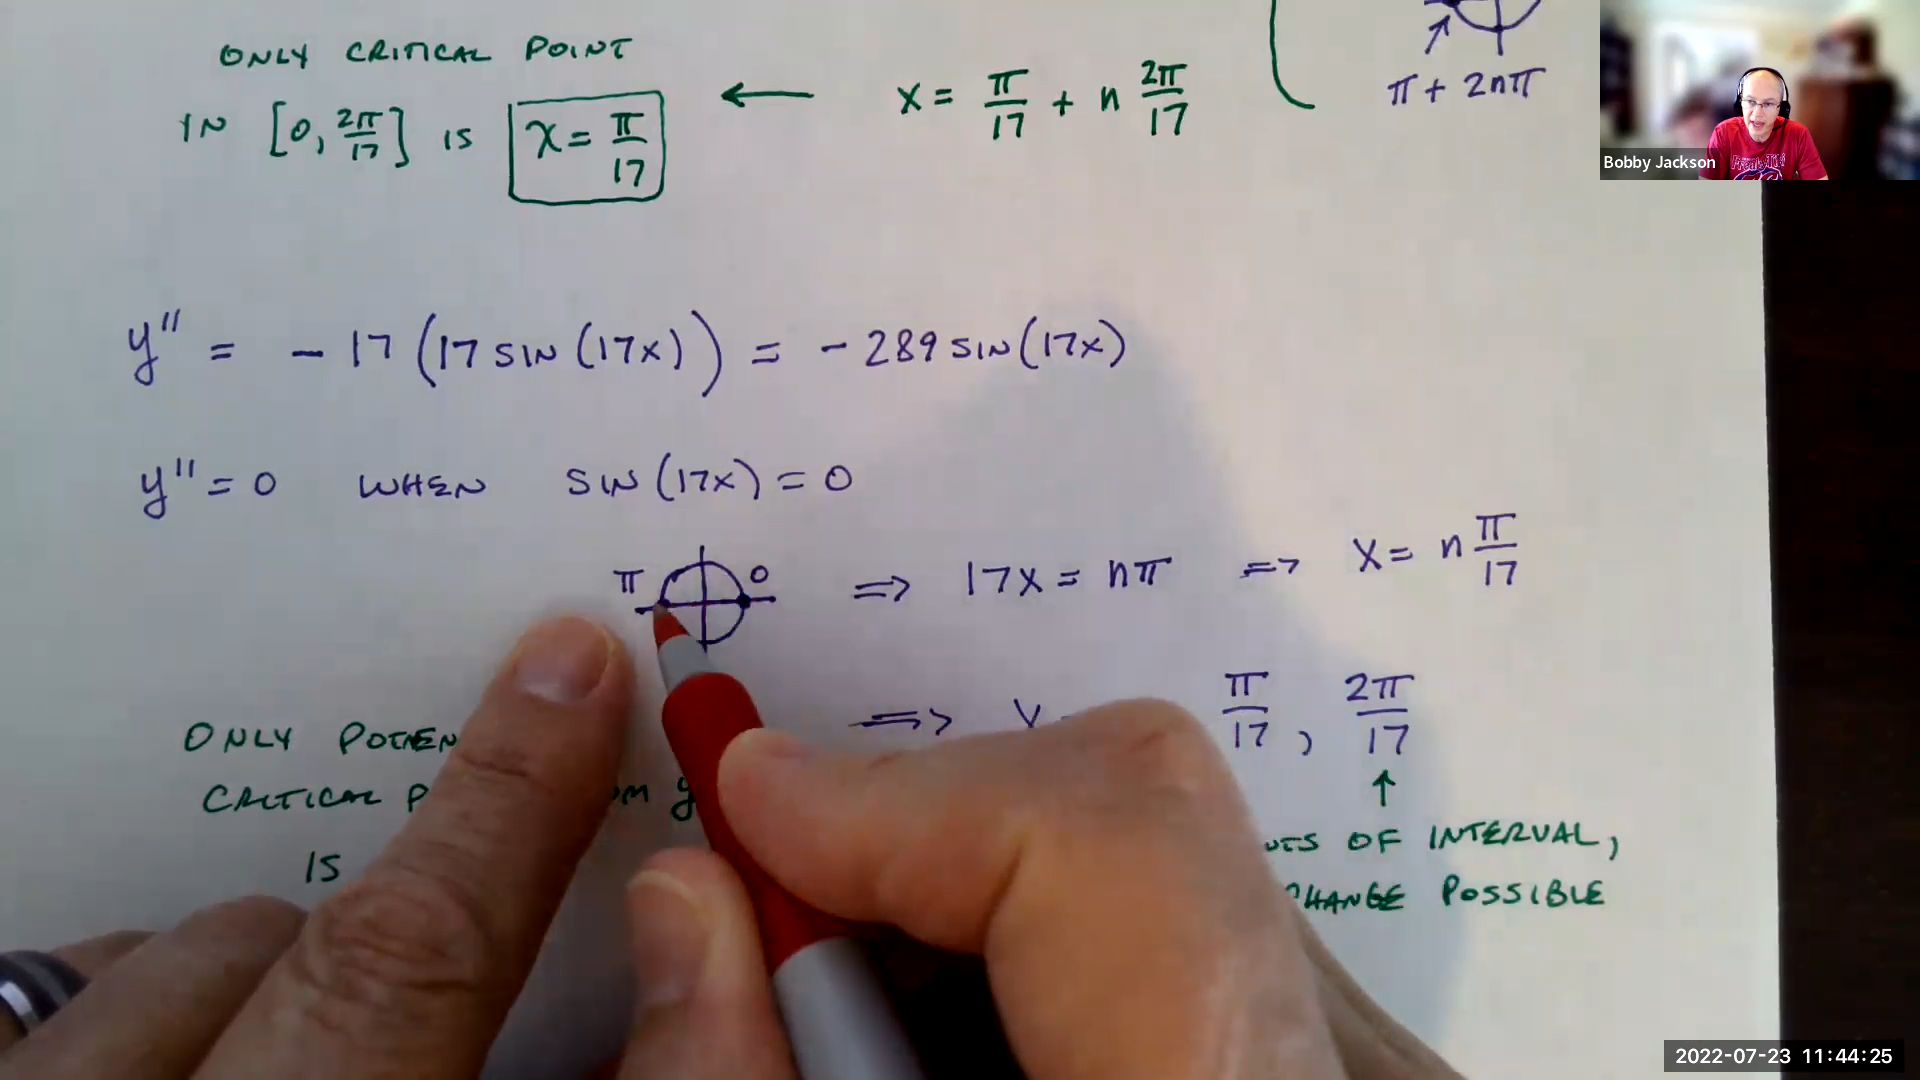 ONLY CRITICAL POINT
IN [0, 2π/17] IS x = π/17 ← x = π/17 + n 2π/17
π + 2nπ
Bobby Jackson
y'' = -17(17 SIN(17x)) = -289 SIN(17x)
y'' = 0 WHEN SIN(17x) = 0
π 0 ⇒ 17x = nπ ⇒ x = n π/17
⇒ π/17, 2π/17
ONLY
↑
OF INTERVAL,
IS POSSIBLE
2022-07-23 11:44:25